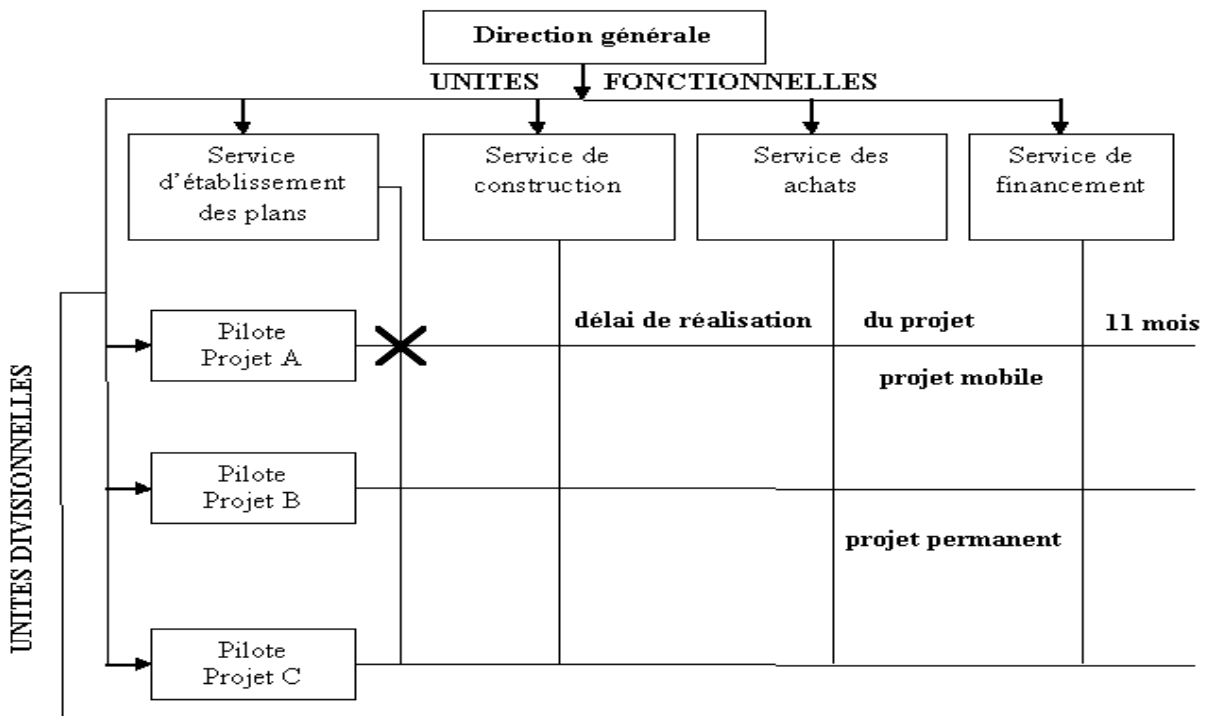 Direction générale
UNITES FONCTIONNELLES
Service
d'établissement
des plans
Service de
construction
Service des
achats
Service de
financement
UNITES DIVISIONNELLES
Pilote
Projet A
délai de réalisation du projet 11 mois
projet mobile
Pilote
Projet B
projet permanent
Pilote
Projet C